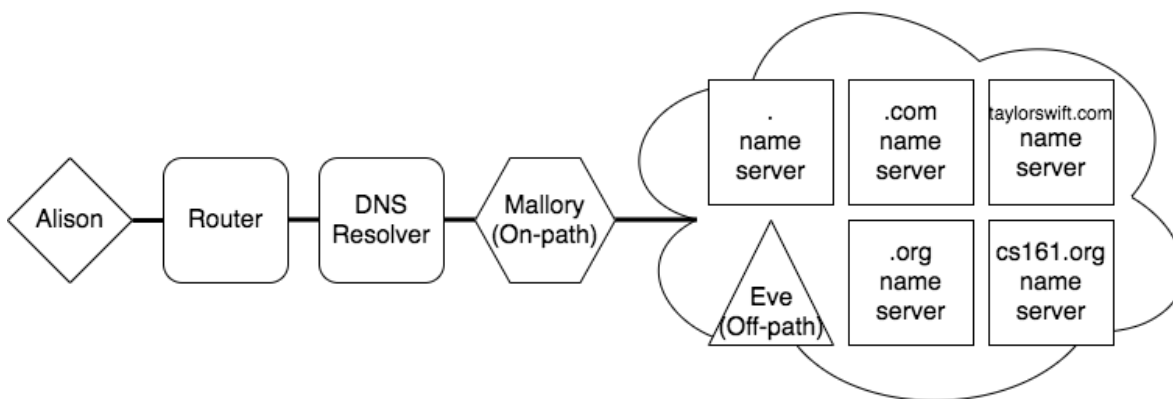 Alison
Router
DNS
Resolver
Mallory
(On-path)
.
name
server
.com
name
server
taylorswift.com
name
server
Eve
(Off-path)
.org
name
server
cs161.org
name
server